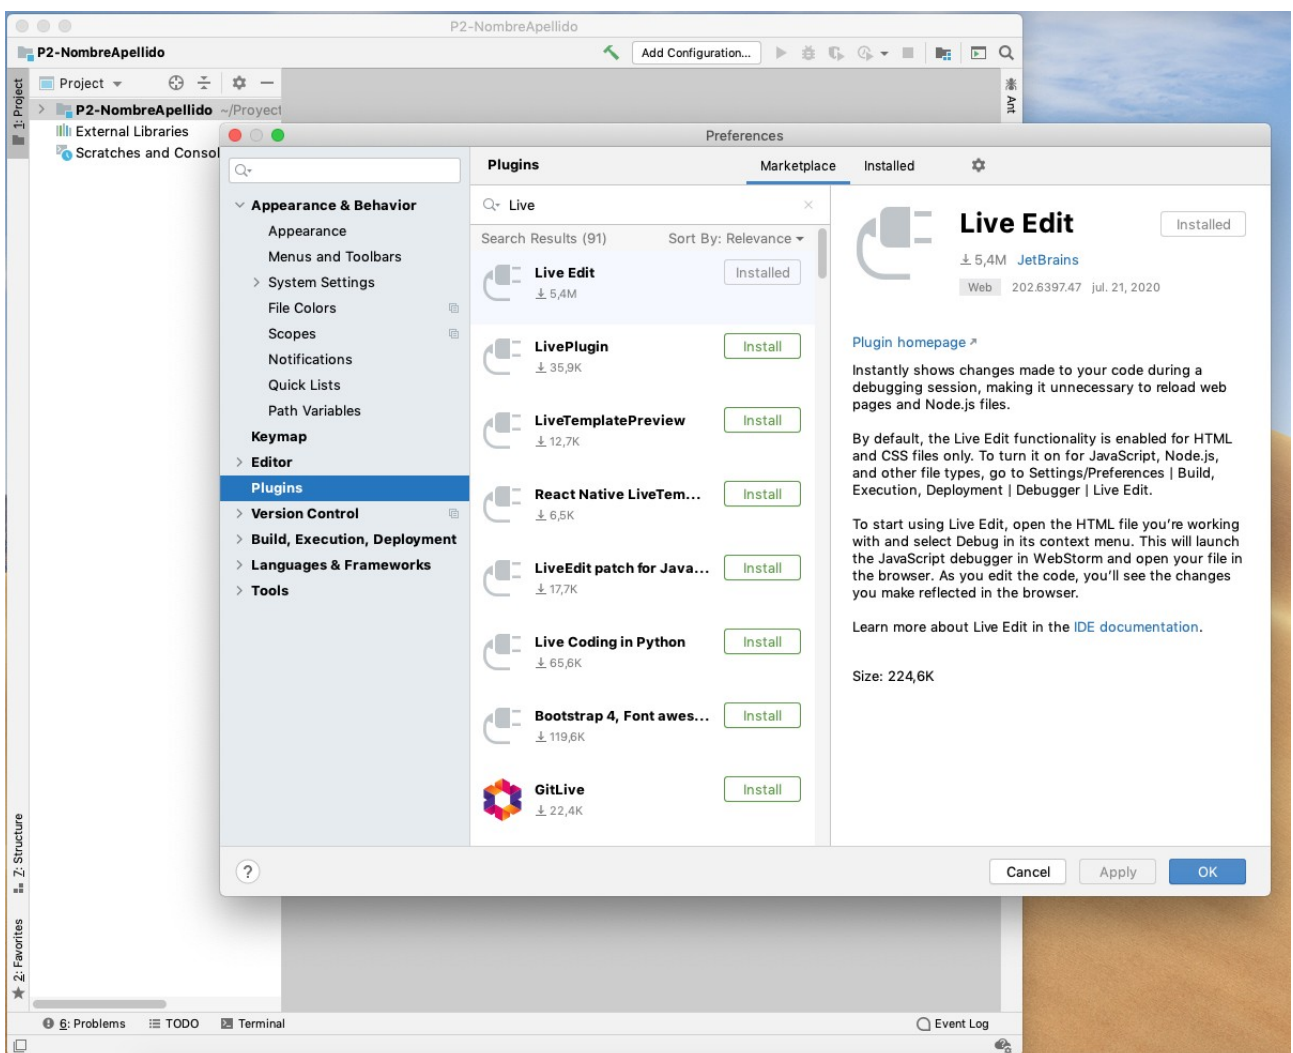 P2-NombreApellido
P2-NombreApellido
Add Configuration...
1: Project
Project
P2-NombreApellido ~/Proyect
External Libraries
Scratches and Consol
Ant
Preferences
Appearance & Behavior
Appearance
Menus and Toolbars
System Settings
File Colors
Scopes
Notifications
Quick Lists
Path Variables
Keymap
Editor
Plugins
Version Control
Build, Execution, Deployment
Languages & Frameworks
Tools
Plugins
Marketplace
Installed
Live
Search Results (91)
Sort By: Relevance
Live Edit
Installed
5,4M
LivePlugin
Install
35,9K
LiveTemplatePreview
Install
12,7K
React Native LiveTem...
Install
6,5K
LiveEdit patch for Java...
Install
17,7K
Live Coding in Python
Install
65,6K
Bootstrap 4, Font awes...
Install
119,6K
GitLive
Install
22,4K
Live Edit
Installed
5,4M JetBrains
Web 202.6397.47 jul. 21, 2020
Plugin homepage
Instantly shows changes made to your code during a
debugging session, making it unnecessary to reload web
pages and Node.js files.
By default, the Live Edit functionality is enabled for HTML
and CSS files only. To turn it on for JavaScript, Node.js,
and other file types, go to Settings/Preferences | Build,
Execution, Deployment | Debugger | Live Edit.
To start using Live Edit, open the HTML file you're working
with and select Debug in its context menu. This will launch
the JavaScript debugger in WebStorm and open your file in
the browser. As you edit the code, you'll see the changes
you make reflected in the browser.
Learn more about Live Edit in the IDE documentation.
Size: 224,6K
?
Cancel
Apply
OK
7: Structure
2: Favorites
6: Problems
TODO
Terminal
Event Log